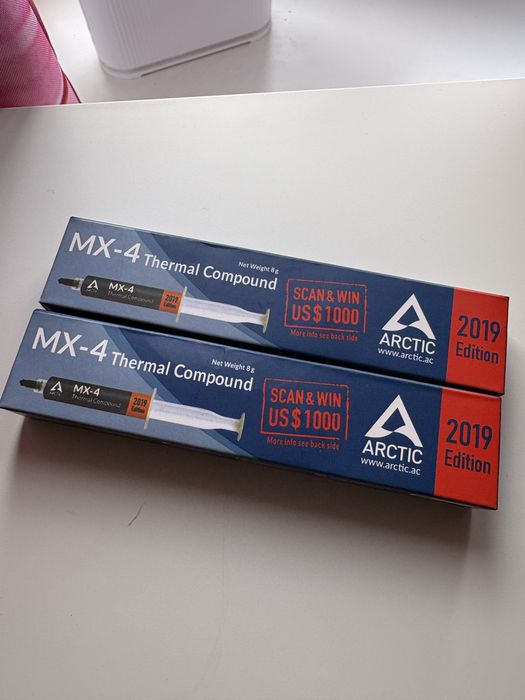 MX-4 Thermal Compound
Net Weight 8g
ARCTIC
MX-4
Thermal Compound
2019
Edition
SCAN & WIN
US$1000
More info see back side
ARCTIC
www.arctic.ac
2019
Edition
MX-4 Thermal Compound
Net Weight 8g
ARCTIC
MX-4
Thermal Compound
2019
Edition
SCAN & WIN
US$1000
More info see back side
ARCTIC
www.arctic.ac
2019
Edition